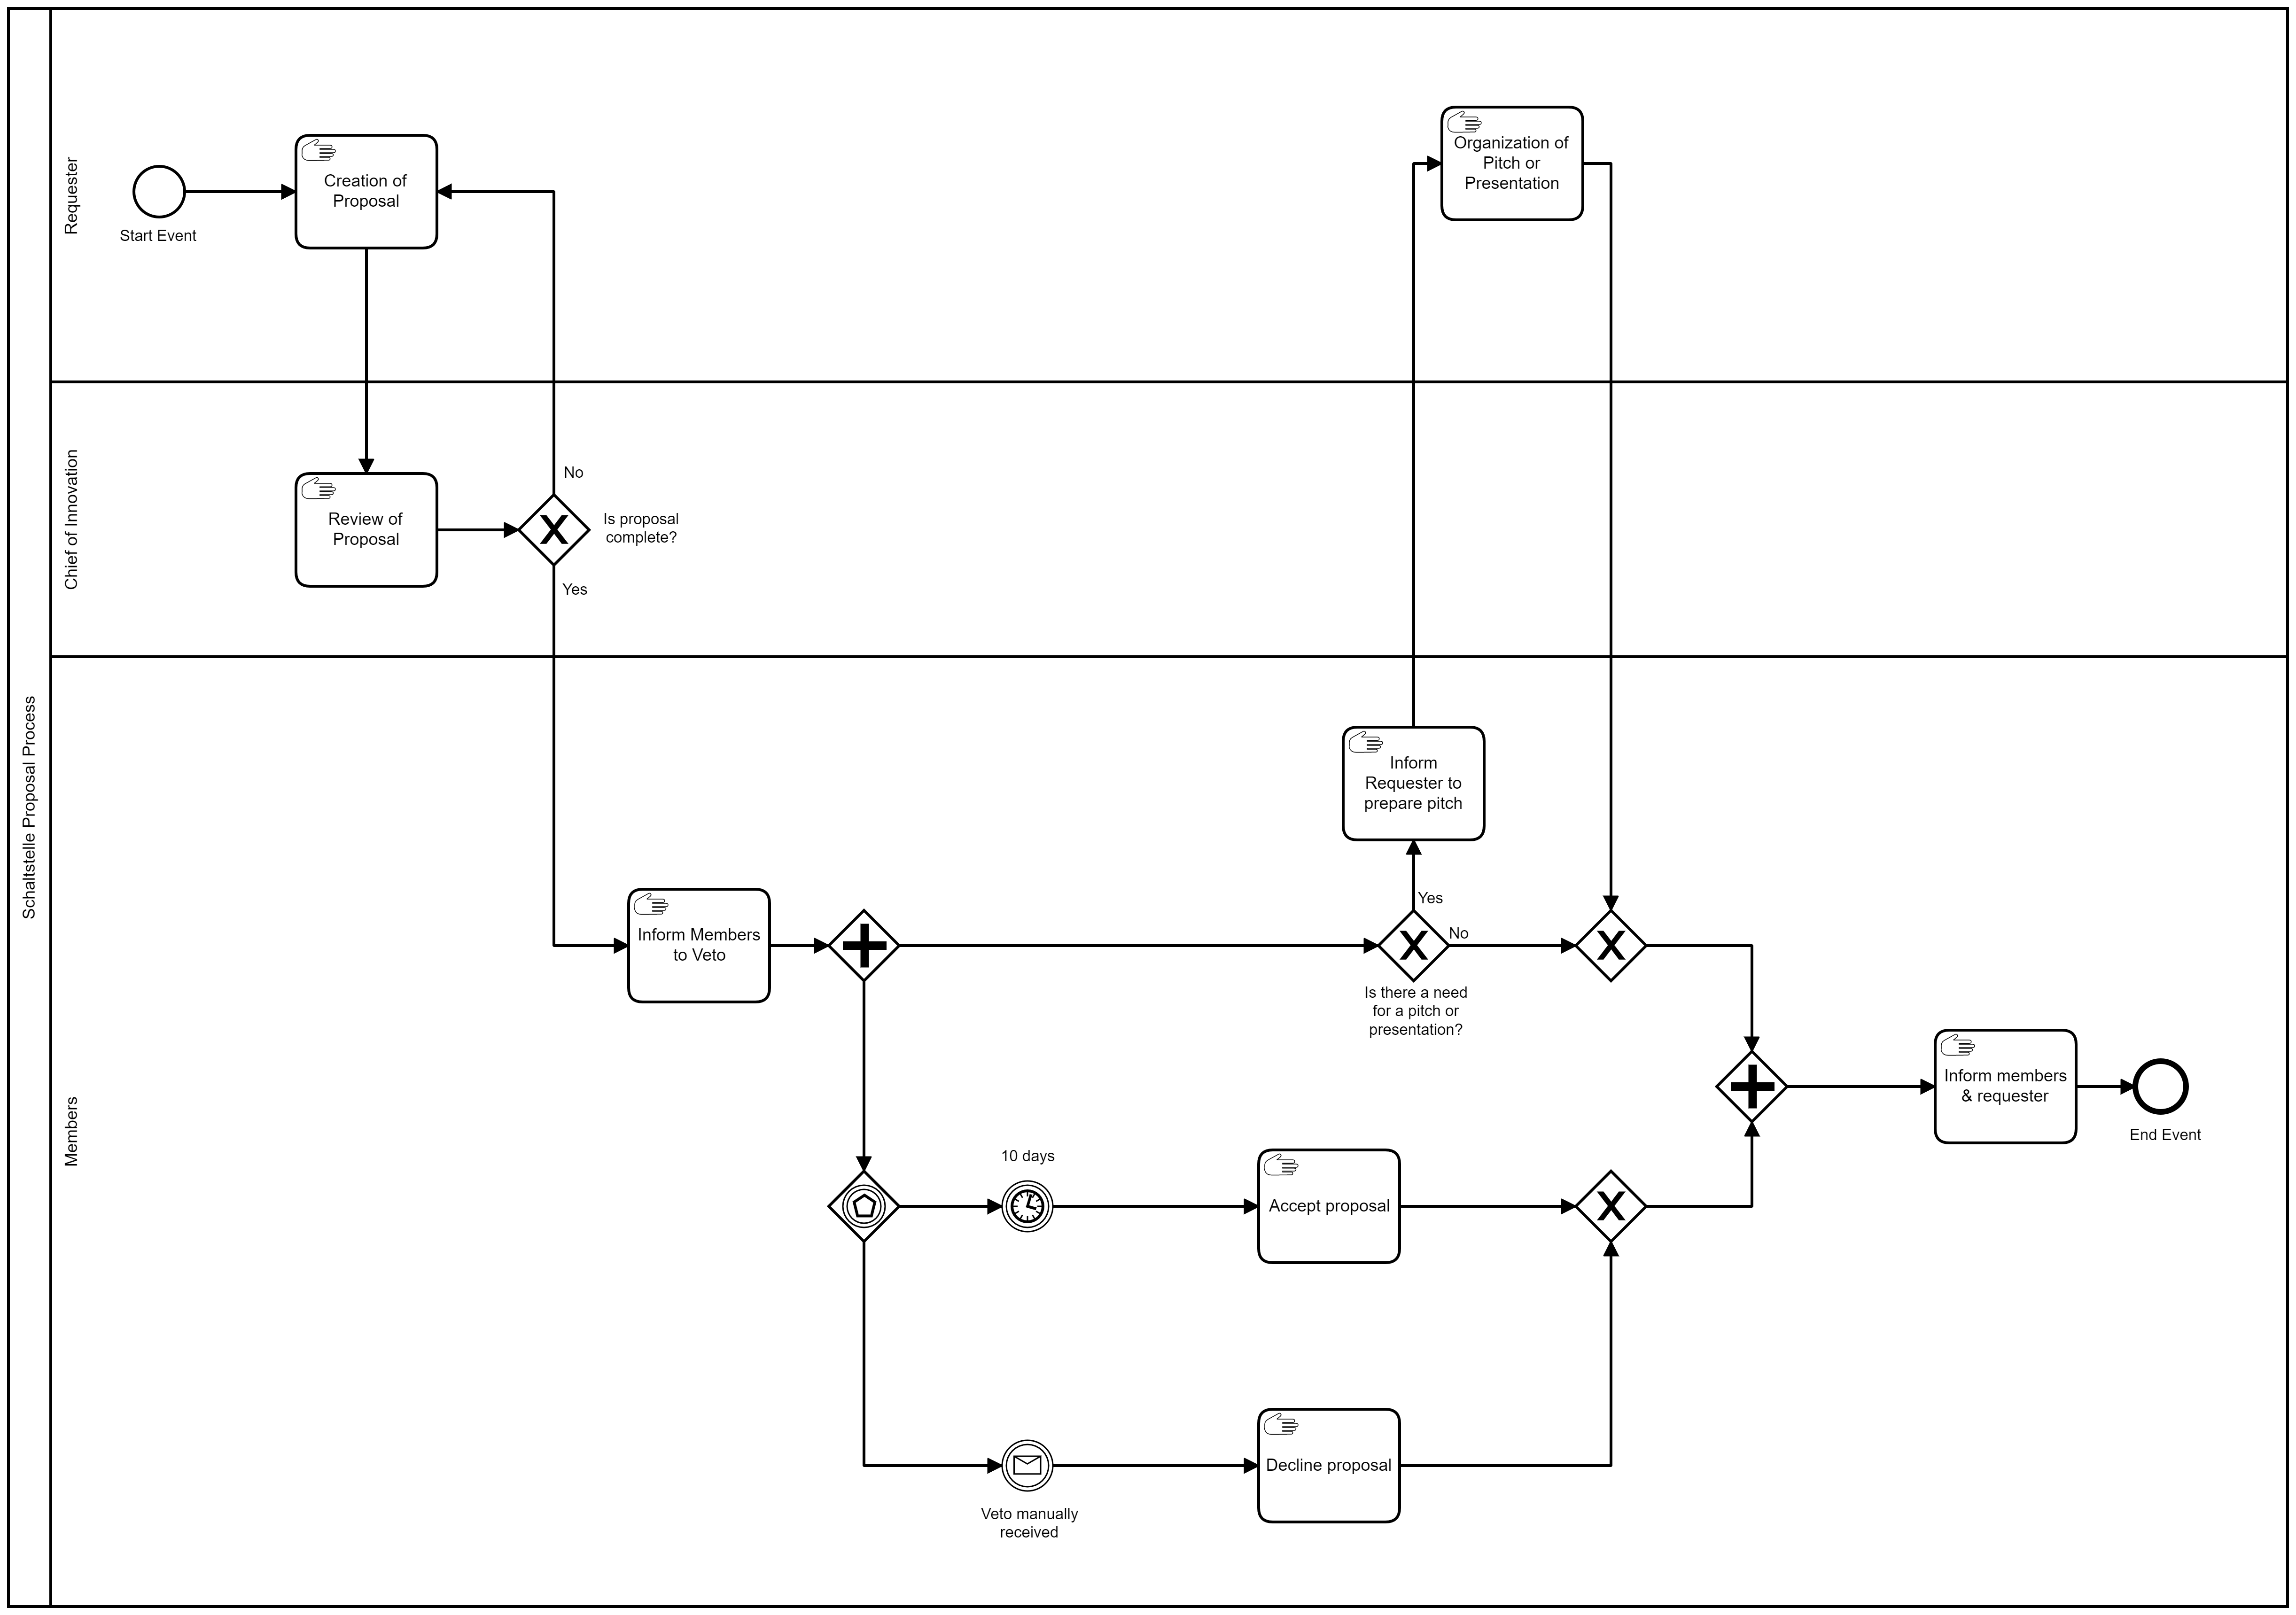 Schaltstelle Proposal Process
Requester
Start Event
Creation of
Proposal
Organization of
Pitch or
Presentation
Chief of Innovation
Review of
Proposal
No
Is proposal
complete?
Yes
Members
Inform
Requester to
prepare pitch
Inform Members
to Veto
Yes
No
Is there a need
for a pitch or
presentation?
Inform members
& requester
End Event
10 days
Accept proposal
Veto manually
received
Decline proposal